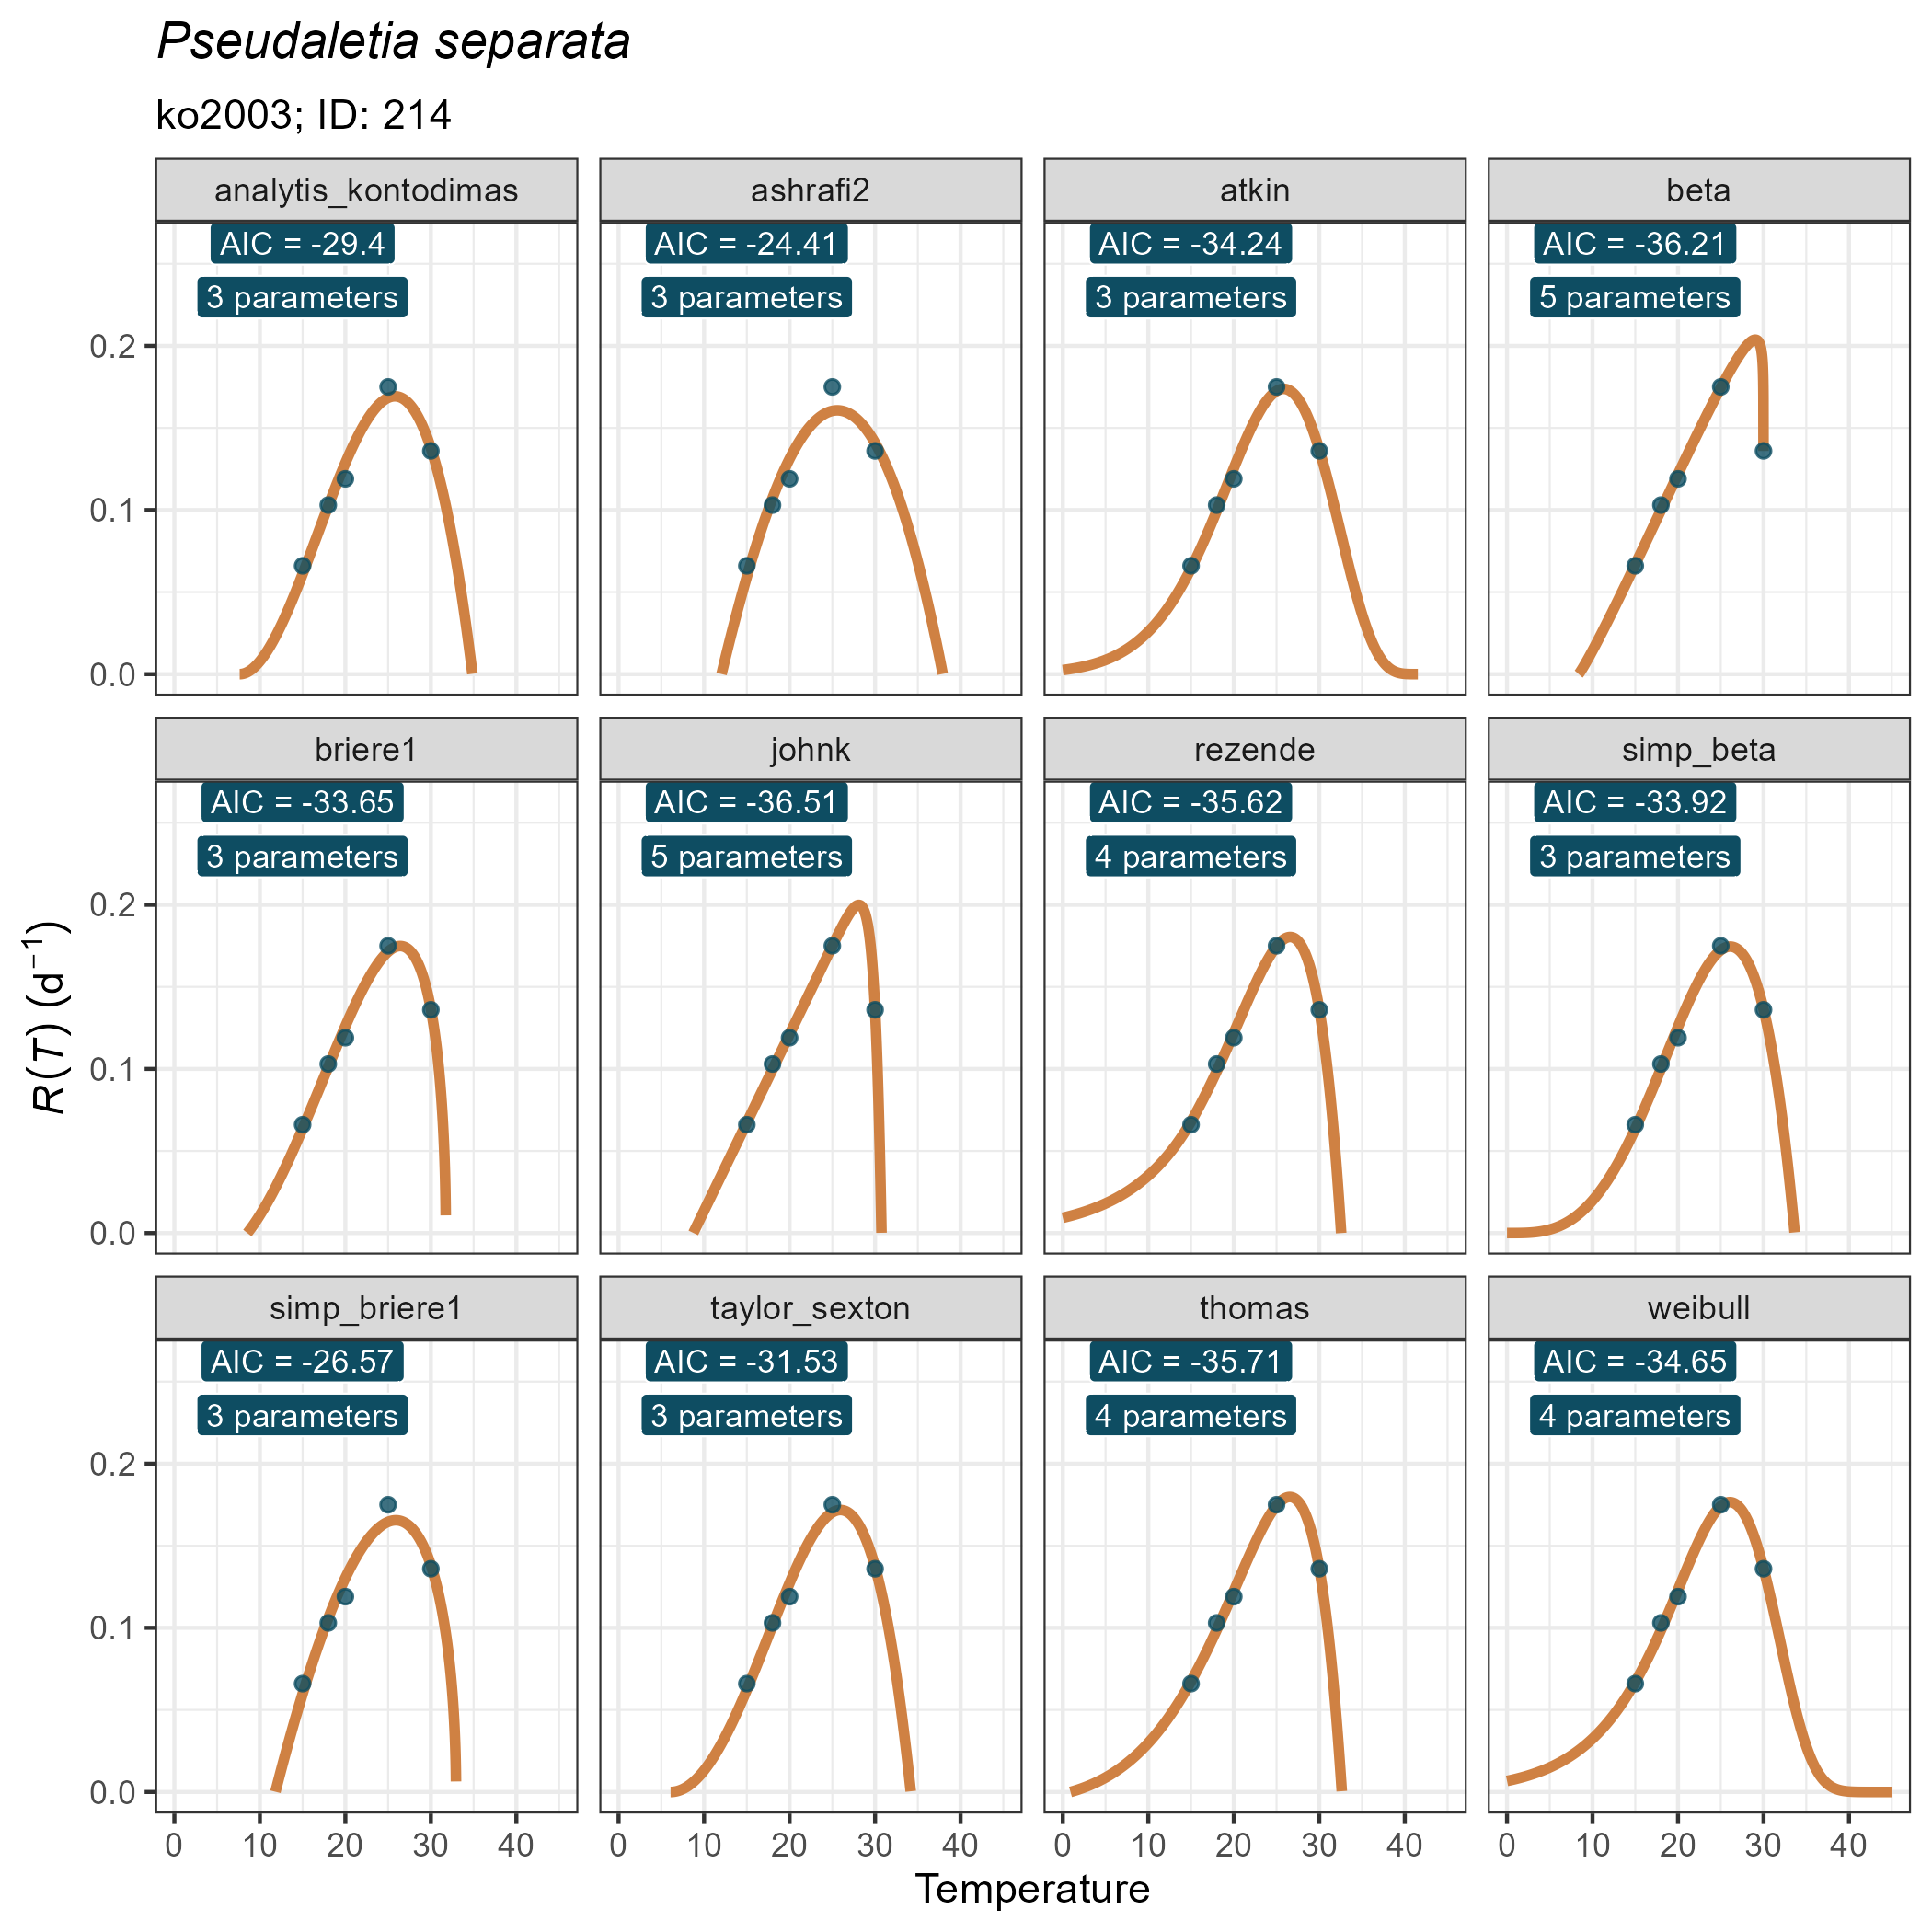 Pseudaletia separata
ko2003; ID: 214
analytis_kontodimas ashrafi2 atkin beta
AIC = -29.4 AIC = -24.41 AIC = -34.24 AIC = -36.21
3 parameters 3 parameters 3 parameters 5 parameters
0.2
0.1
0.0
briere1 johnk rezende simp_beta
AIC = -33.65 AIC = -36.51 AIC = -35.62 AIC = -33.92
3 parameters 5 parameters 4 parameters 3 parameters
0.2
0.1
0.0
R(T) (d⁻¹)
simp_briere1 taylor_sexton thomas weibull
AIC = -26.57 AIC = -31.53 AIC = -35.71 AIC = -34.65
3 parameters 3 parameters 4 parameters 4 parameters
0.2
0.1
0.0
0 10 20 30 40 0 10 20 30 40 0 10 20 30 40 0 10 20 30 40
Temperature